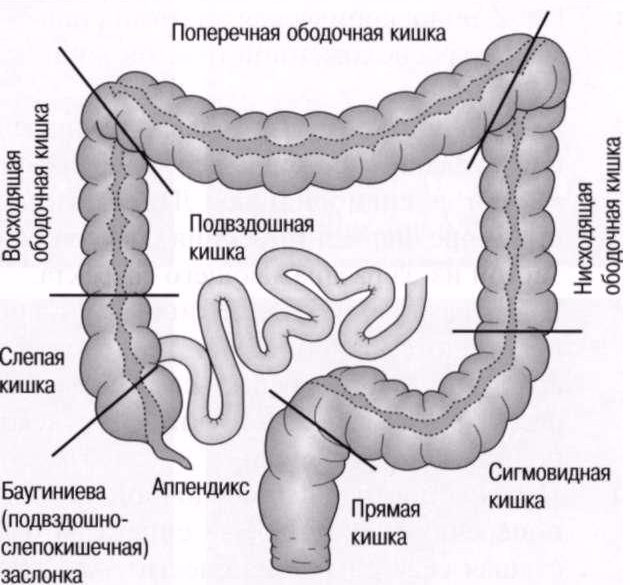 Поперечная ободочная кишка
Восходящая
ободочная кишка
Нисходящая
ободочная кишка
Подвздошная
кишка
Слепая
кишка
Баугиниева
(подвздошно-
слепокишечная)
заслонка
Аппендикс
Прямая
кишка
Сигмовидная
кишка